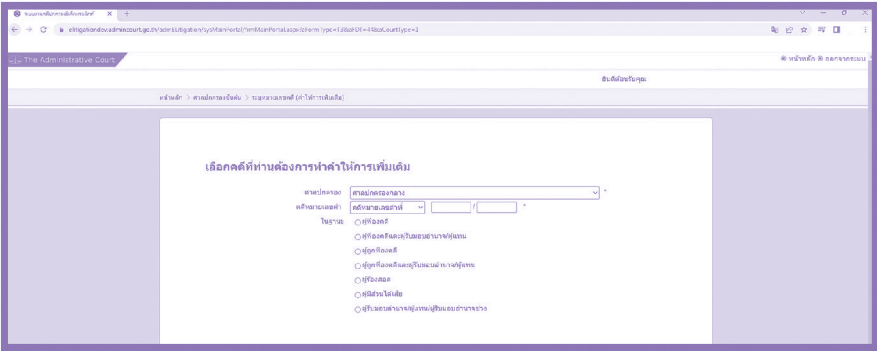 elitigationdev.admincourt.go.th/
The Administrative Court
หน้าหลัก ออกจากระบบ
ยินดีต้อนรับคุณ
หน้าหลัก > ศาลปกครองชั้นต้น > ระบุหมายเลขคดี (คำให้การเพิ่มเติม)
เลือกคดีที่ท่านต้องการทำคำให้การเพิ่มเติม
ศาลปกครอง ศาลปกครองกลาง *
คดีหมายเลขดำ คดีหมายเลขดำที่ / *
ในฐานะ ผู้ฟ้องคดี
ผู้ฟ้องคดีและผู้รับมอบอำนาจ/ผู้แทน
ผู้ถูกฟ้องคดี
ผู้ถูกฟ้องคดีและผู้รับมอบอำนาจ/ผู้แทน
ผู้ร้องสอด
ผู้มีส่วนได้เสีย
ผู้รับมอบอำนาจ/ผู้แทน/ผู้รับมอบอำนาจช่วง